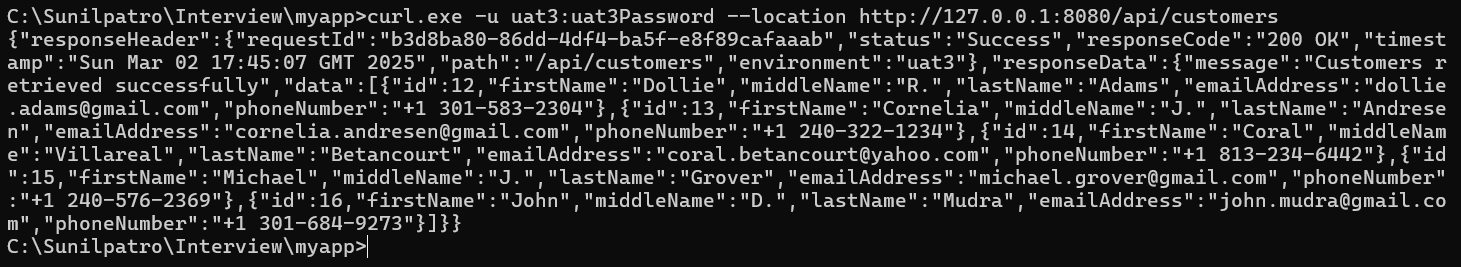 C:\Sunilpatro\Interview\myapp>curl.exe -u uat3:uat3Password --location http://127.0.0.1:8080/api/customers
{"responseHeader":{"requestId":"b3d8ba80-86dd-4df4-ba5f-e8f89cafaaab","status":"Success","responseCode":"200 OK","timest
amp":"Sun Mar 02 17:45:07 GMT 2025","path":"/api/customers","environment":"uat3"},"responseData":{"message":"Customers r
etrieved successfully","data":[{"id":12,"firstName":"Dollie","middleName":"R.","lastName":"Adams","emailAddress":"dollie
.adams@gmail.com","phoneNumber":"+1 301-583-2304"},{"id":13,"firstName":"Cornelia","middleName":"J.","lastName":"Andrese
n","emailAddress":"cornelia.andresen@gmail.com","phoneNumber":"+1 240-322-1234"},{"id":14,"firstName":"Coral","middleNam
e":"Villareal","lastName":"Betancourt","emailAddress":"coral.betancourt@yahoo.com","phoneNumber":"+1 813-234-6442"},{"id
":15,"firstName":"Michael","middleName":"J.","lastName":"Grover","emailAddress":"michael.grover@gmail.com","phoneNumber"
:"+1 240-576-2369"},{"id":16,"firstName":"John","middleName":"D.","lastName":"Mudra","emailAddress":"john.mudra@gmail.co
m","phoneNumber":"+1 301-684-9273"}]}}
C:\Sunilpatro\Interview\myapp>